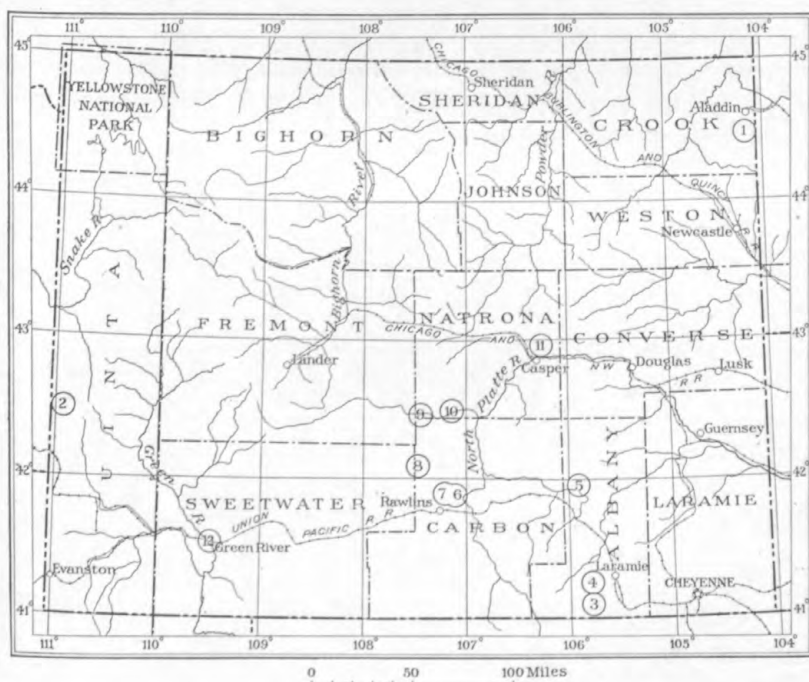 111° 110° 109° 108° 107° 106° 105° 104°
45° 45°
YELLOWSTONE
NATIONAL
PARK
CHICAGO
BURLINGTON
AND
QUINCY R R
Sheridan
SHERIDAN
BIGHORN
Powder R
CROOK
Aladdin
1
44° 44°
JOHNSON
WESTON
Newcastle
Bighorn River
Snake R
43° 43°
UINTA
FREMONT
Lander
CHICAGO AND NW RR
NATRONA
CONVERSE
11
Casper
Douglas
Lusk
2
9 10
North Platte R
Guernsey
Green R
8
42° 42°
SWEETWATER
Rawlins
7 6
5
CARBON
ALBANY
LARAMIE
UNION PACIFIC R R
12
Green River
Evanston
Laramie
4
3
CHEYENNE
41° 41°
111° 110° 109° 108° 107° 106° 105° 104°
0 50 100 Miles